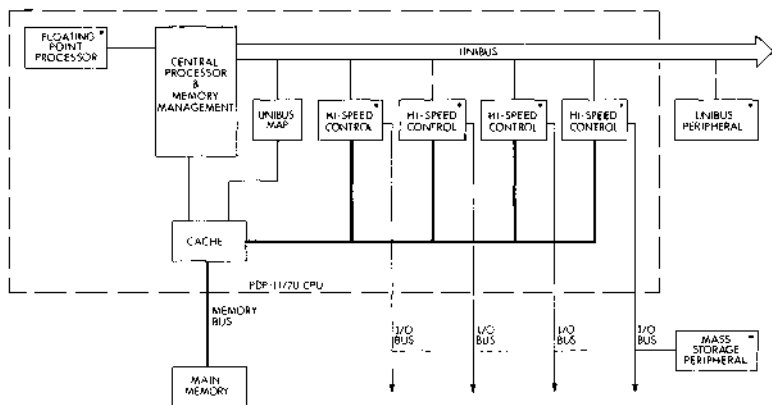 FLOATING
POINT
PROCESSOR
*
CENTRAL
PROCESSOR
&
MEMORY
MANAGEMENT
UNIBUS
UNIBUS
MAP
HI-SPEED
CONTROL
*
HI-SPEED
CONTROL
*
HI-SPEED
CONTROL
*
HI-SPEED
CONTROL
*
UNIBUS
PERIPHERAL
*
CACHE
PDP-11/70 CPU
MEMORY
BUS
I/O
BUS
I/O
BUS
I/O
BUS
I/O
BUS
MASS
STORAGE
PERIPHERAL
MAIN
MEMORY